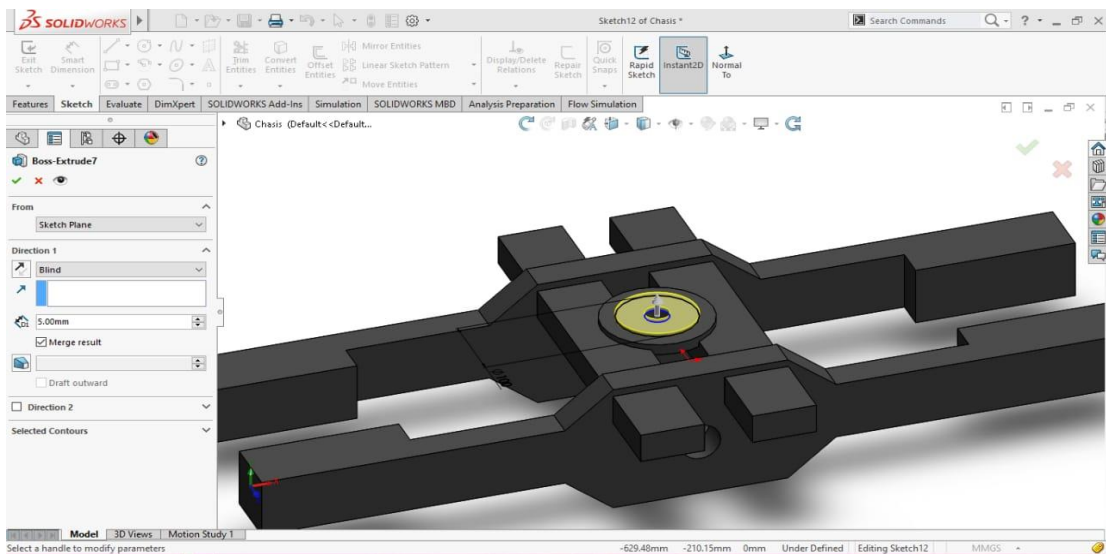 SOLIDWORKS
Sketch12 of Chasis *
Search Commands
Exit Sketch
Smart Dimension
Trim Entities
Convert Entities
Offset Entities
Mirror Entities
Linear Sketch Pattern
Move Entities
Display/Delete Relations
Repair Sketch
Quick Snaps
Rapid Sketch
Instant2D
Normal To
Features Sketch Evaluate DimXpert SOLIDWORKS Add-Ins Simulation SOLIDWORKS MBD Analysis Preparation Flow Simulation
Chasis (Default<<Default...
Boss-Extrude7
From
Sketch Plane
Direction 1
Blind
5.00mm
Merge result
Draft outward
Direction 2
Selected Contours
Model 3D Views Motion Study 1
Select a handle to modify parameters
-629.48mm -210.15mm 0mm Under Defined Editing Sketch12 MMGS